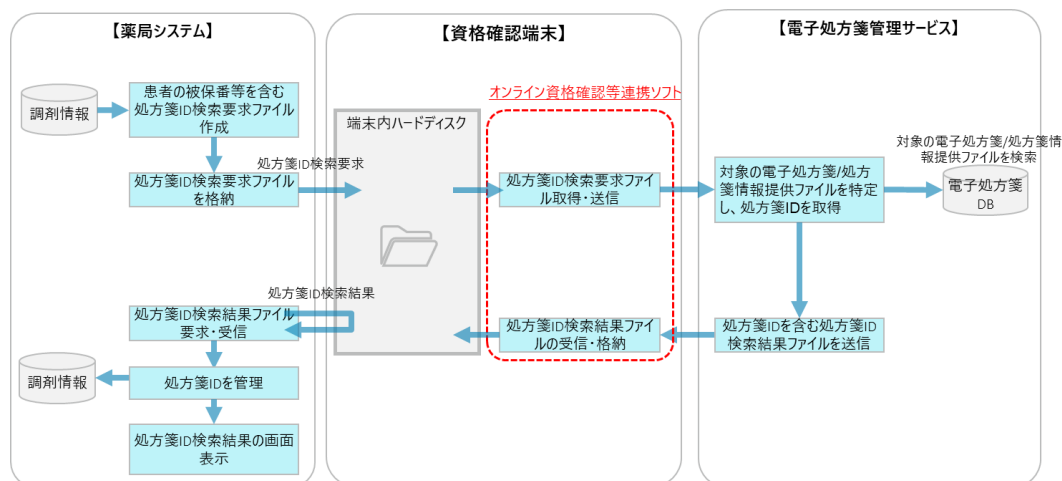 【薬局システム】
調剤情報
患者の被保番等を含む
処方箋ID検索要求ファイル
作成
処方箋ID検索要求
処方箋ID検索要求ファイル
を格納
処方箋ID検索結果
処方箋ID検索結果ファイル
要求・受信
調剤情報
処方箋IDを管理
処方箋ID検索結果の画面
表示
【資格確認端末】
端末内ハードディスク
オンライン資格確認等連携ソフト
処方箋ID検索要求ファイ
ル取得・送信
処方箋ID検索結果ファイ
ルの受信・格納
【電子処方箋管理サービス】
対象の電子処方箋/処方箋情
報提供ファイルを検索
対象の電子処方箋/処方
箋情報提供ファイルを特定
し、処方箋IDを取得
電子処方箋
DB
処方箋IDを含む処方箋ID
検索結果ファイルを送信